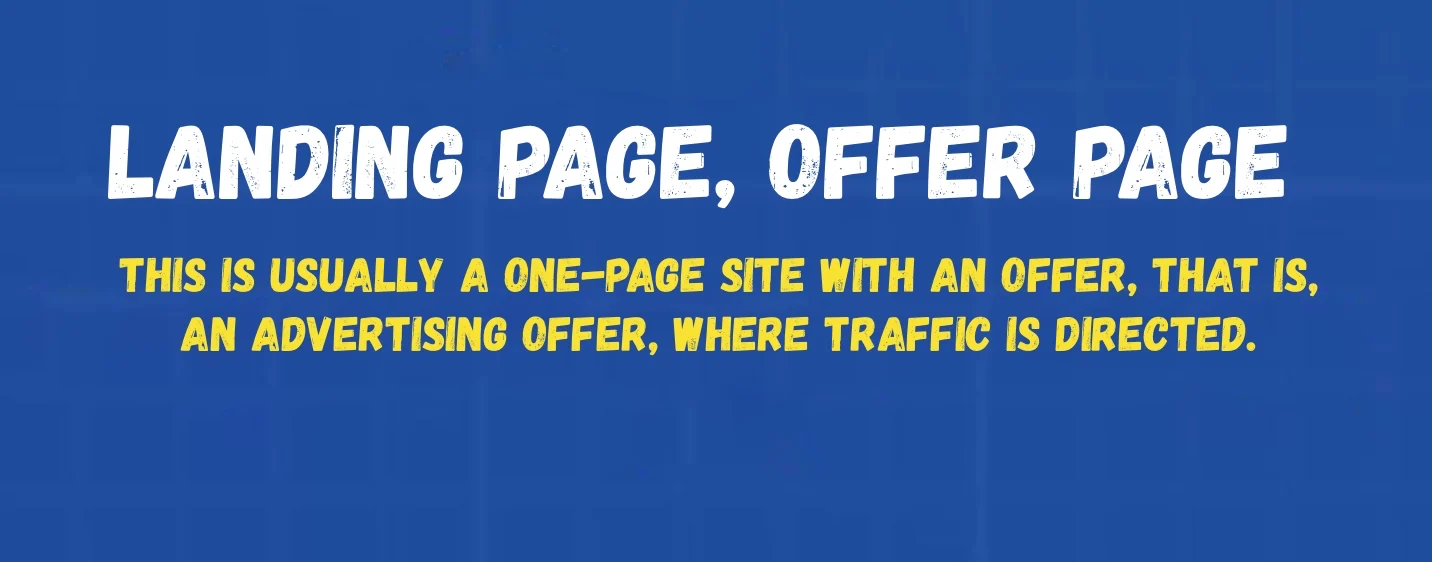 LANDING PAGE, OFFER PAGE
THIS IS USUALLY A ONE-PAGE SITE WITH AN OFFER, THAT IS,
AN ADVERTISING OFFER, WHERE TRAFFIC IS DIRECTED.